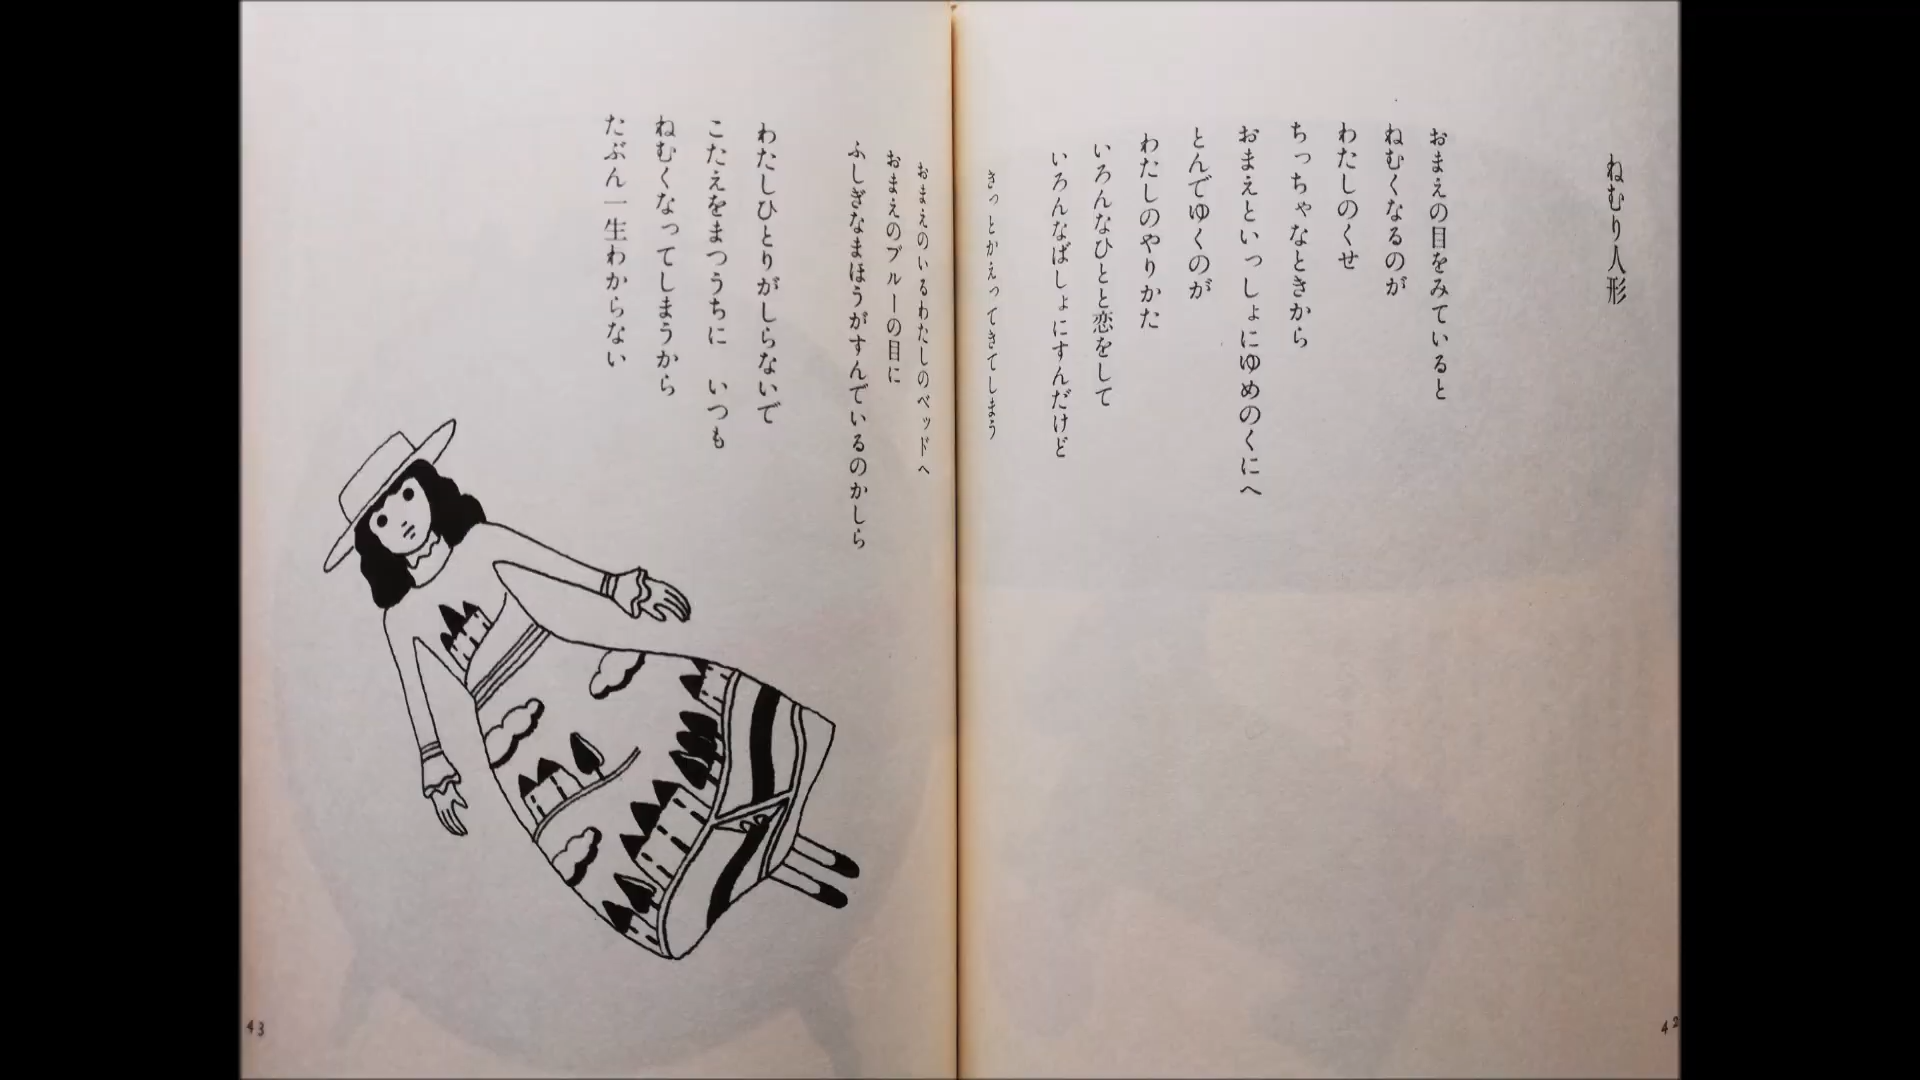 ねむり人形
おまえの目をみていると
ねむくなるのが
わたしのくせ
ちっちゃなときから
おまえといっしょにゆめのくにへ
とんでゆくのが
わたしのやりかた
いろんなひとと恋をして
いろんなばしょにすんだけど
きっとかえってきてしまう
42
おまえのいるわたしのベッドへ
おまえのブルーの目に
ふしぎなまほうがすんでいるのかしら
わたしひとりがしらないで
こたえをまつうちに　いつも
ねむくなってしまうから
たぶん一生わからない
43